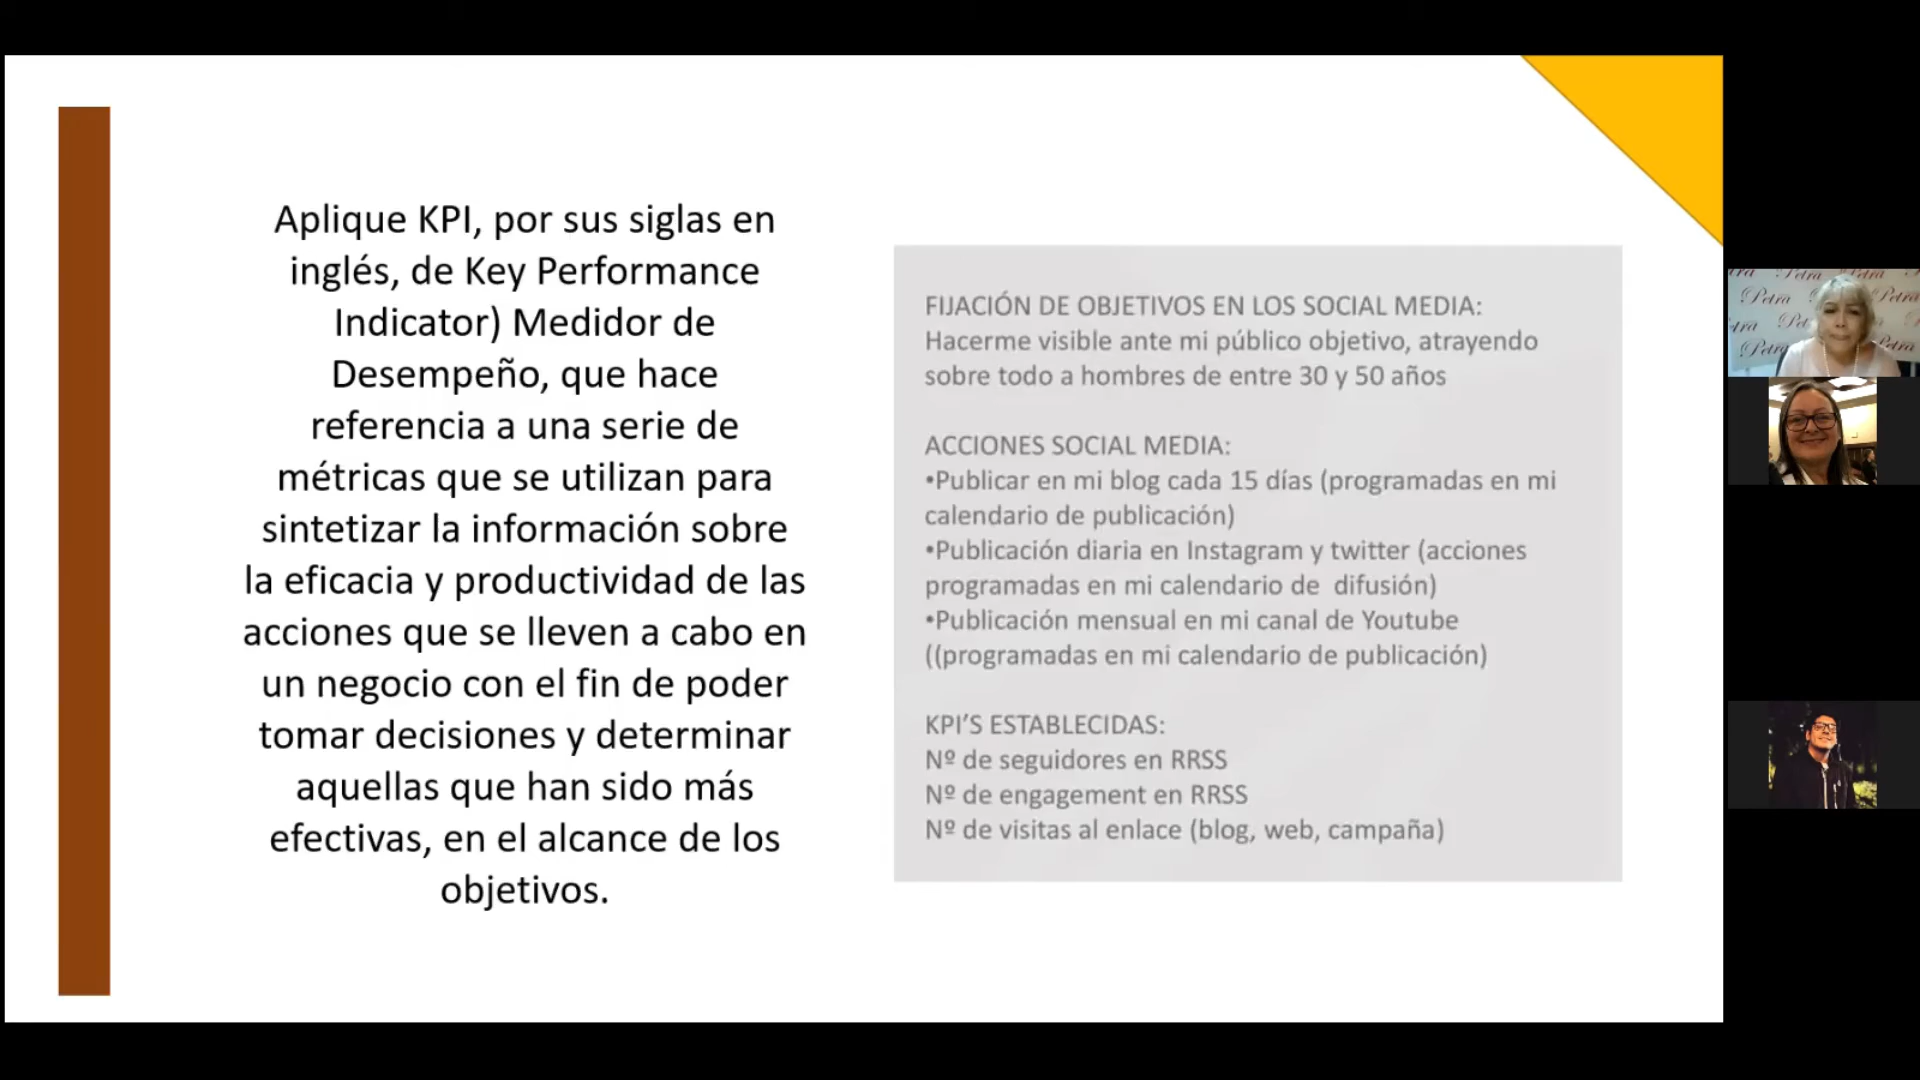 Aplique KPI, por sus siglas en
inglés, de Key Performance
Indicator) Medidor de
Desempeño, que hace
referencia a una serie de
métricas que se utilizan para
sintetizar la información sobre
la eficacia y productividad de las
acciones que se lleven a cabo en
un negocio con el fin de poder
tomar decisiones y determinar
aquellas que han sido más
efectivas, en el alcance de los
objetivos.
FIJACIÓN DE OBJETIVOS EN LOS SOCIAL MEDIA:
Hacerme visible ante mi público objetivo, atrayendo
sobre todo a hombres de entre 30 y 50 años
ACCIONES SOCIAL MEDIA:
•Publicar en mi blog cada 15 días (programadas en mi
calendario de publicación)
•Publicación diaria en Instagram y twitter (acciones
programadas en mi calendario de  difusión)
•Publicación mensual en mi canal de Youtube
((programadas en mi calendario de publicación)
KPI’S ESTABLECIDAS:
Nº de seguidores en RRSS
Nº de engagement en RRSS
Nº de visitas al enlace (blog, web, campaña)
Petra Petra
Petra Petra
Petra